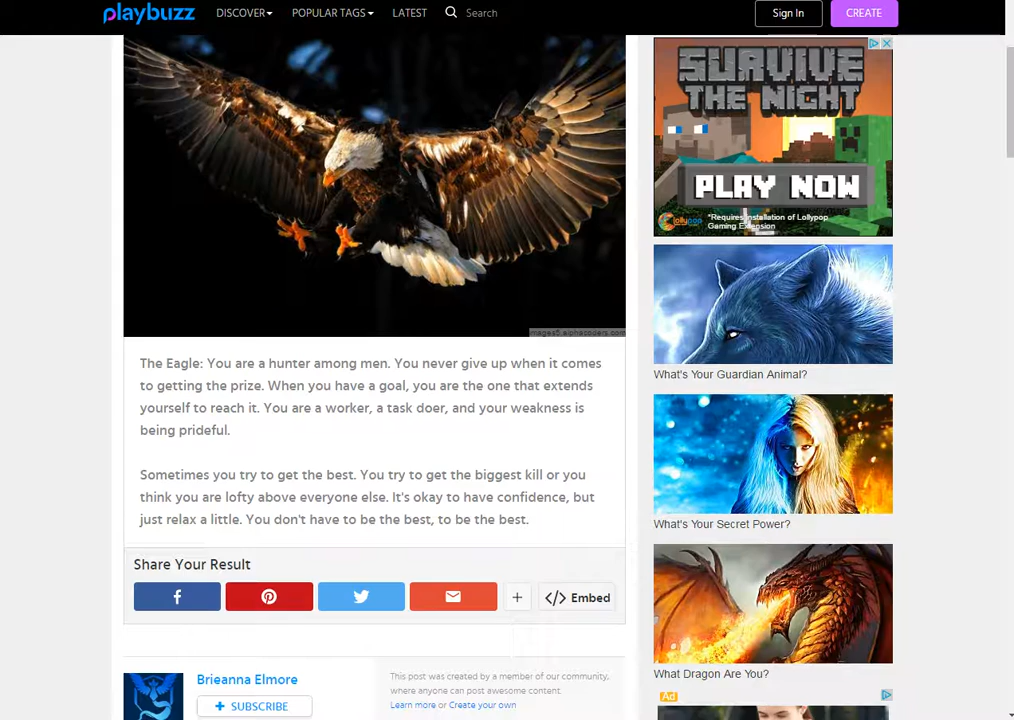 playbuzz DISCOVER POPULAR TAGS LATEST Search Sign In CREATE
SURVIVE
THE NIGHT
PLAY NOW
lollypop *Requires Installation of Lollypop
Gaming Extension
images5.alphacoders.com
The Eagle: You are a hunter among men. You never give up when it comes
to getting the prize. When you have a goal, you are the one that extends
yourself to reach it. You are a worker, a task doer, and your weakness is
being prideful.
Sometimes you try to get the best. You try to get the biggest kill or you
think you are lofty above everyone else. It's okay to have confidence, but
just relax a little. You don't have to be the best, to be the best.
Share Your Result
+ </> Embed
Brieanna Elmore
+ SUBSCRIBE
This post was created by a member of our community,
where anyone can post awesome content.
Learn more or Create your own
What's Your Guardian Animal?
What's Your Secret Power?
What Dragon Are You?
Ad